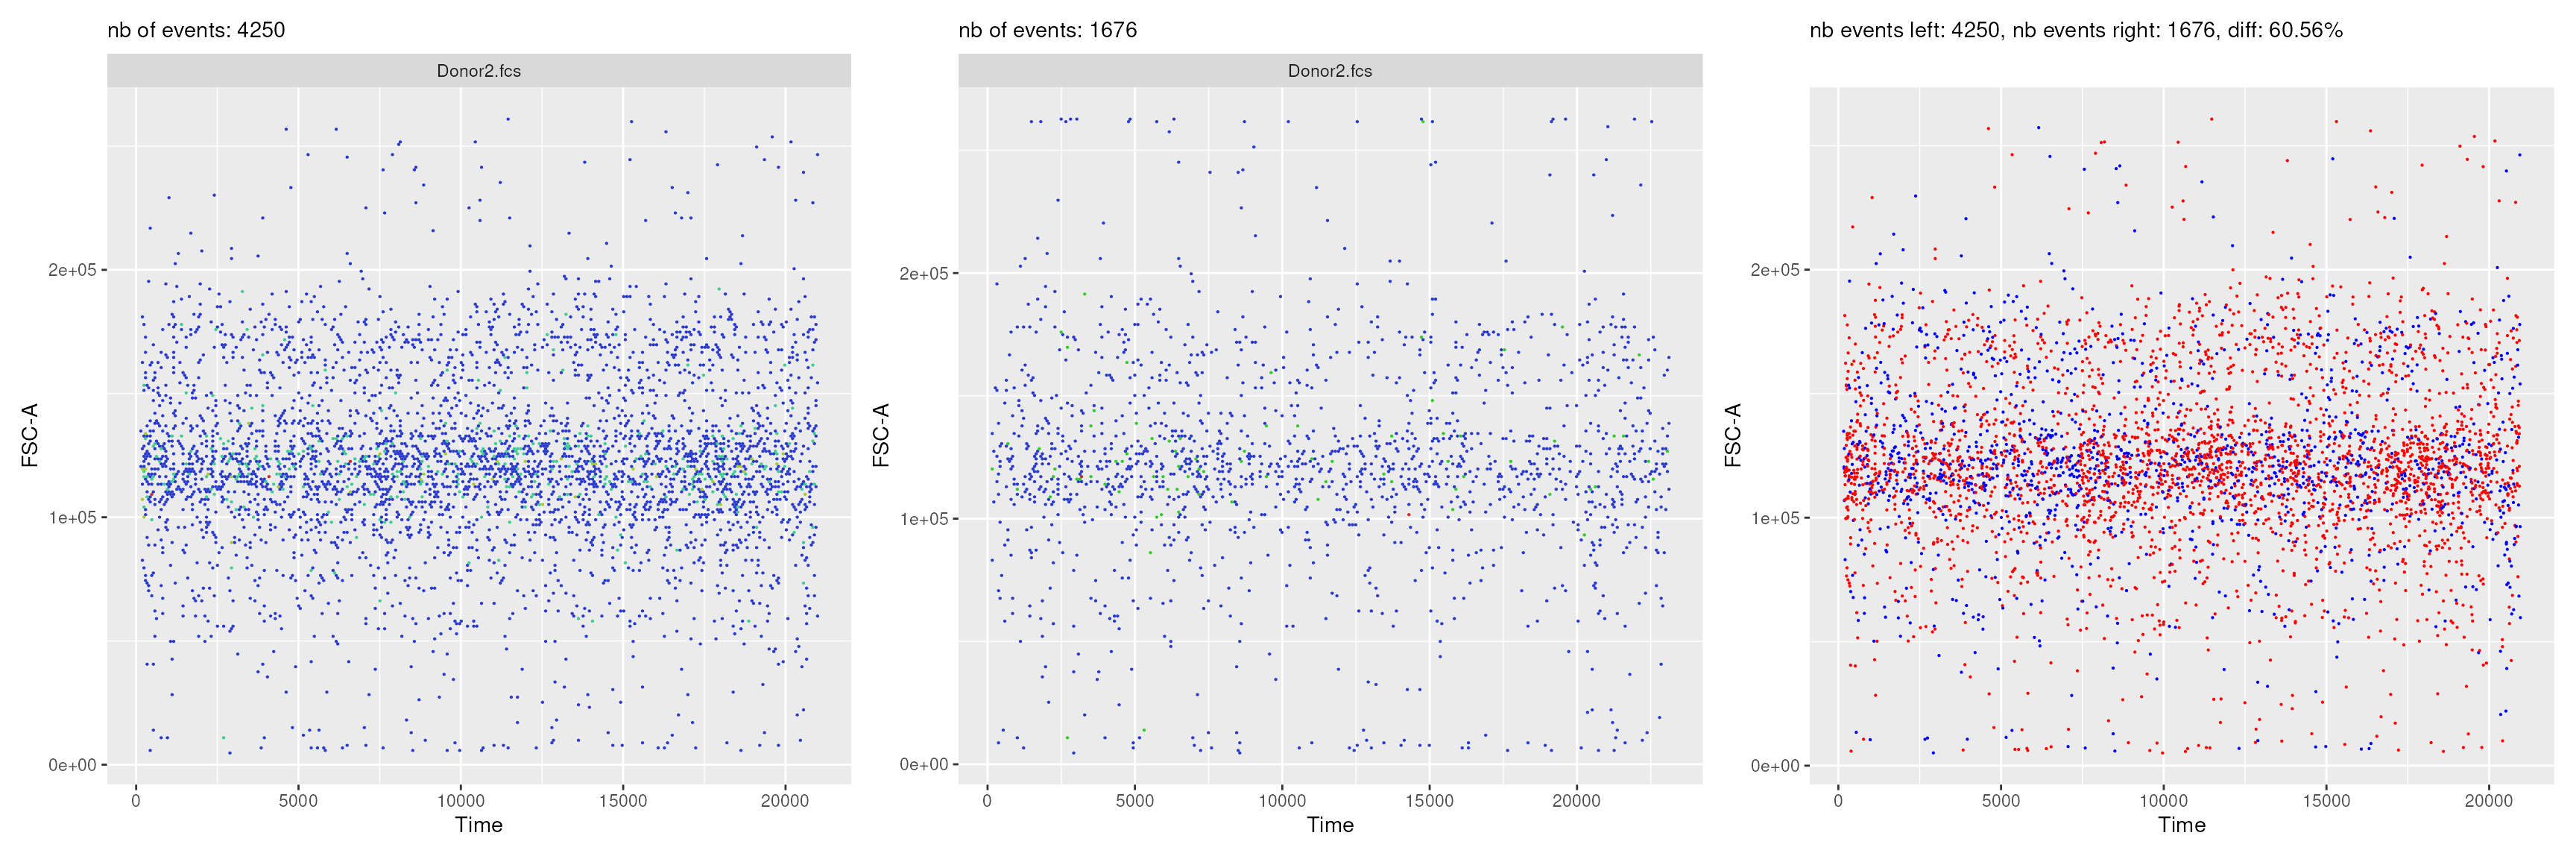 nb of events: 4250
Donor2.fcs
FSC-A
2e+05
1e+05
0e+00
0 5000 10000 15000 20000
Time
nb of events: 1676
Donor2.fcs
FSC-A
2e+05
1e+05
0e+00
0 5000 10000 15000 20000
Time
nb events left: 4250, nb events right: 1676, diff: 60.56%
FSC-A
2e+05
1e+05
0e+00
0 5000 10000 15000 20000
Time